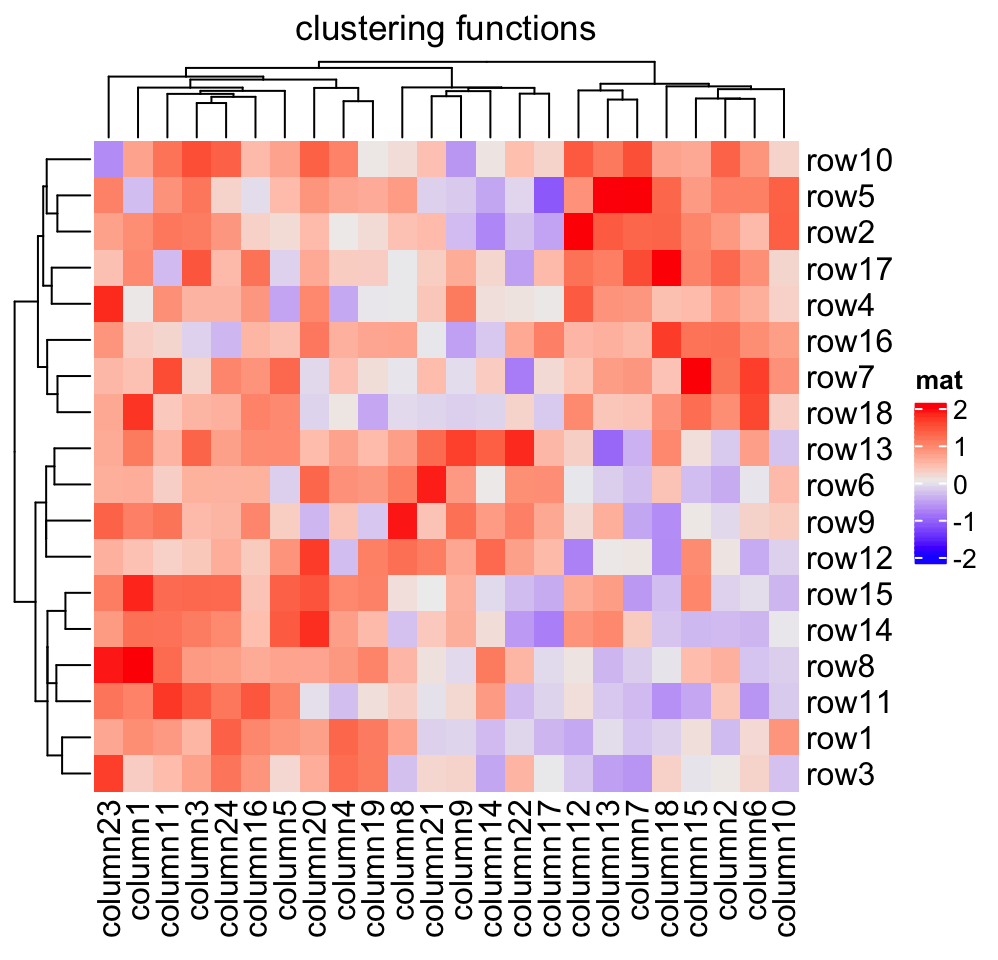 clustering functions
row10
row5
row2
row17
row4
row16
row7
row18
row13
row6
row9
row12
row15
row14
row8
row11
row1
row3
mat
2
1
0
-1
-2
column23
column1
column11
column3
column24
column16
column5
column20
column4
column19
column8
column21
column9
column14
column22
column17
column12
column13
column7
column18
column15
column2
column6
column10